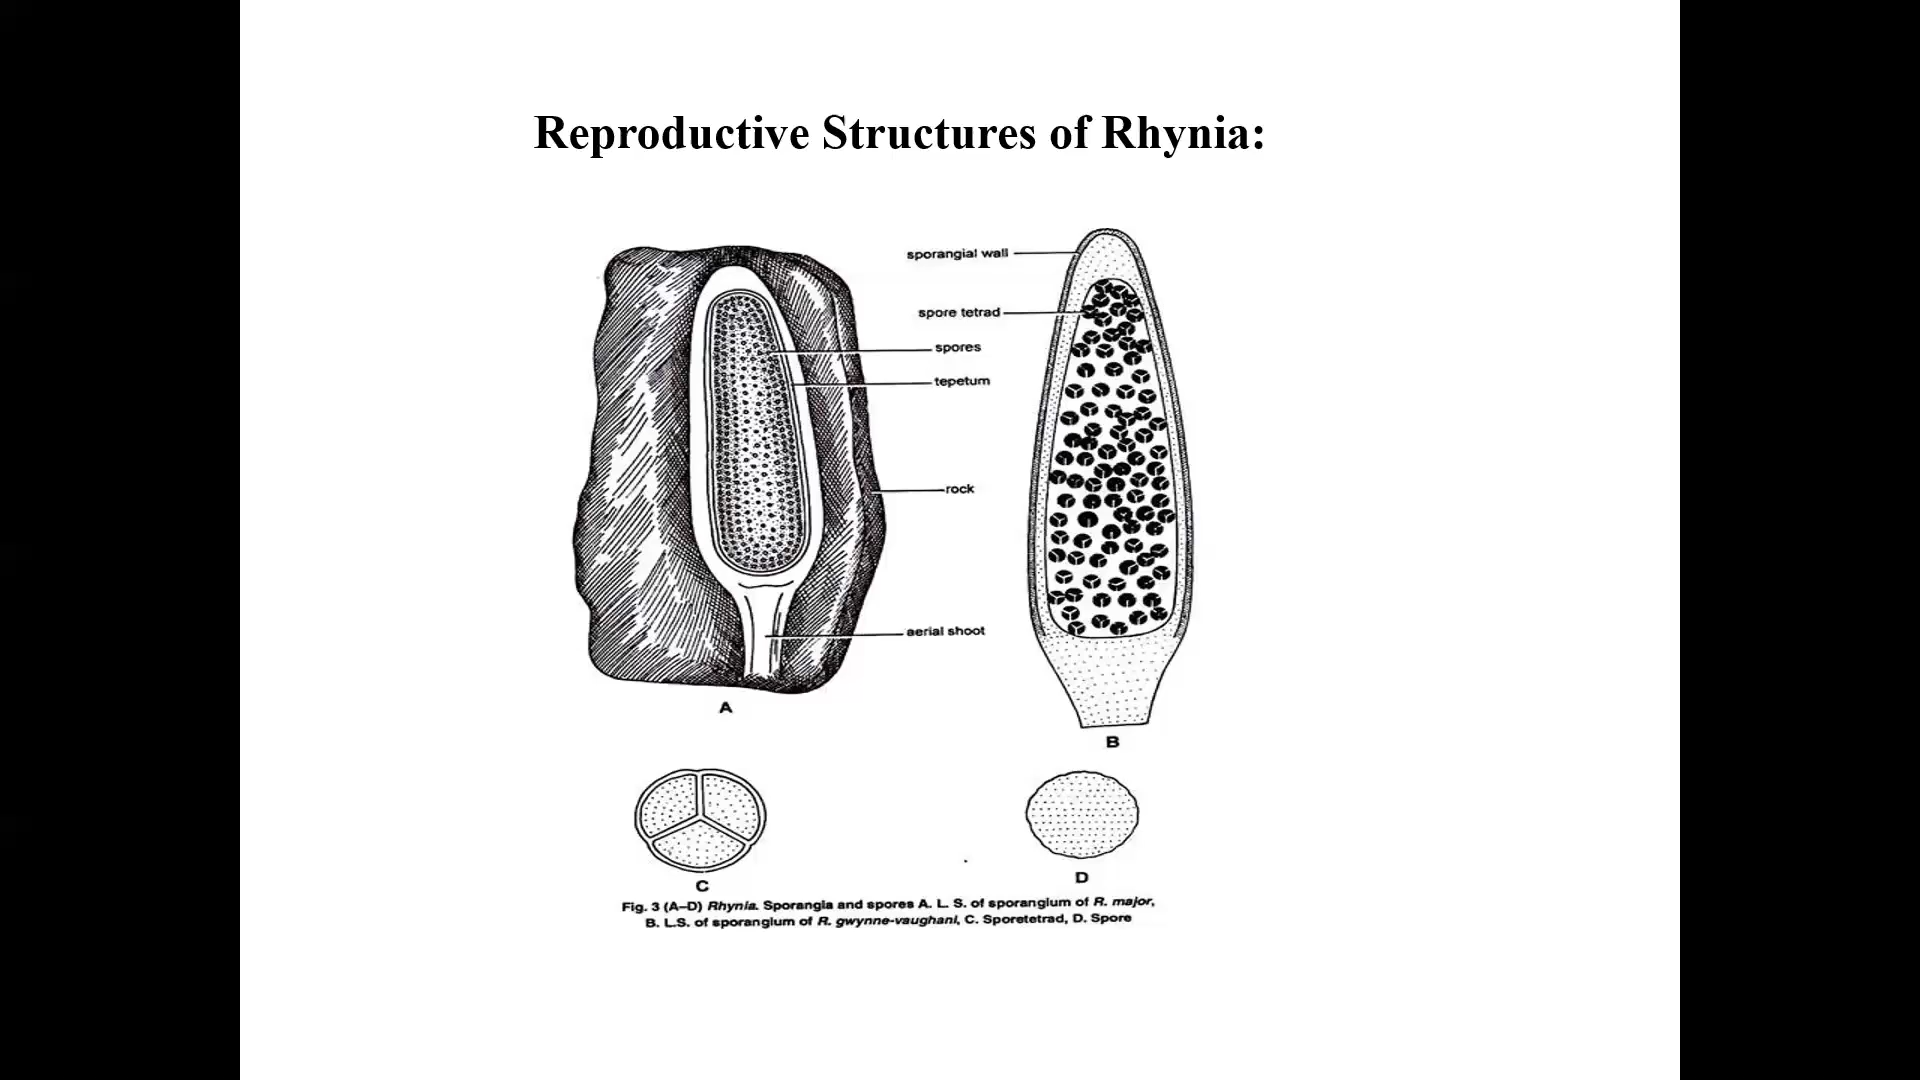 Reproductive Structures of Rhynia:
sporangial wall
spore tetrad
spores
tepetum
rock
aerial shoot
A
B
C
D
Fig. 3 (A–D) Rhynia. Sporangia and spores A. L. S. of sporangium of R. major,
B. L.S. of sporangium of R. gwynne-vaughani, C. Sporetetrad, D. Spore